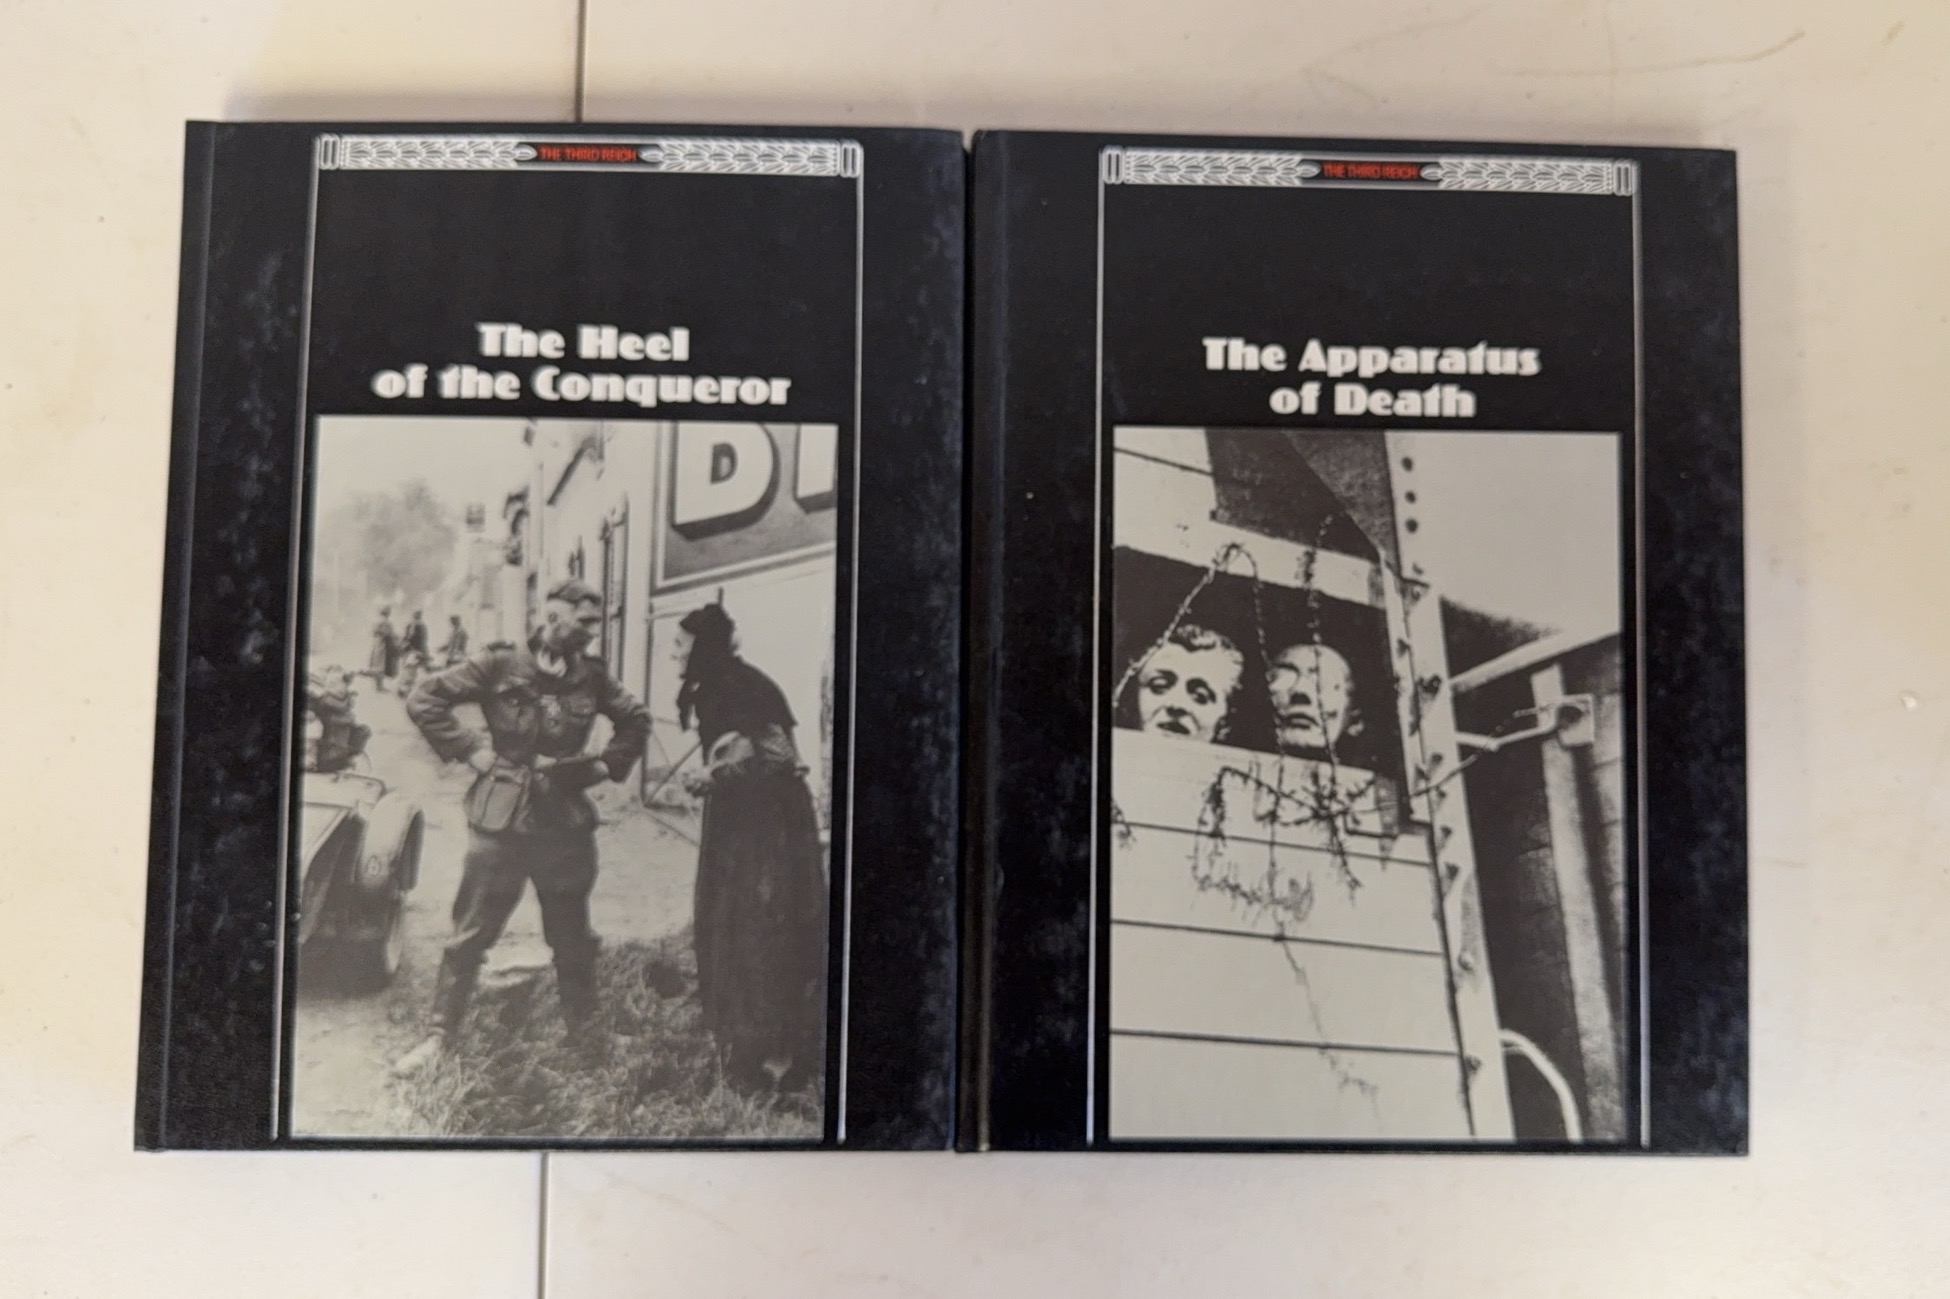 THE THIRD REICH
The Heel
of the Conqueror
THE THIRD REICH
The Apparatus
of Death